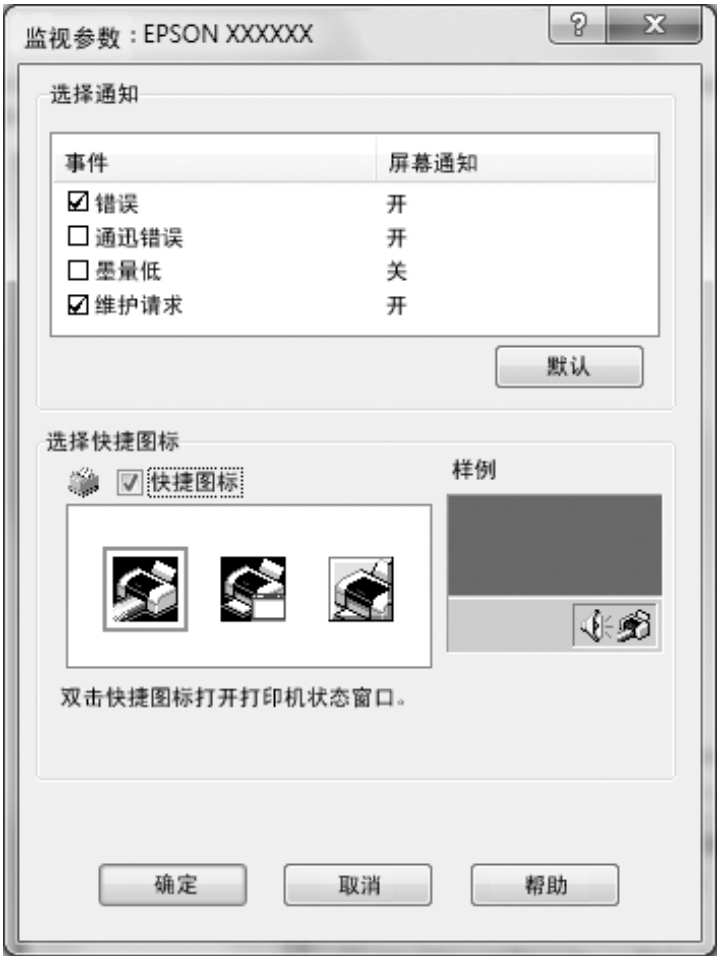 监视参数：EPSON XXXXXX
选择通知
事件 屏幕通知
错误 开
通迅错误 开
墨量低 关
维护请求 开
默认
选择快捷图标
快捷图标
样例
双击快捷图标打开打印机状态窗口。
确定 取消 帮助